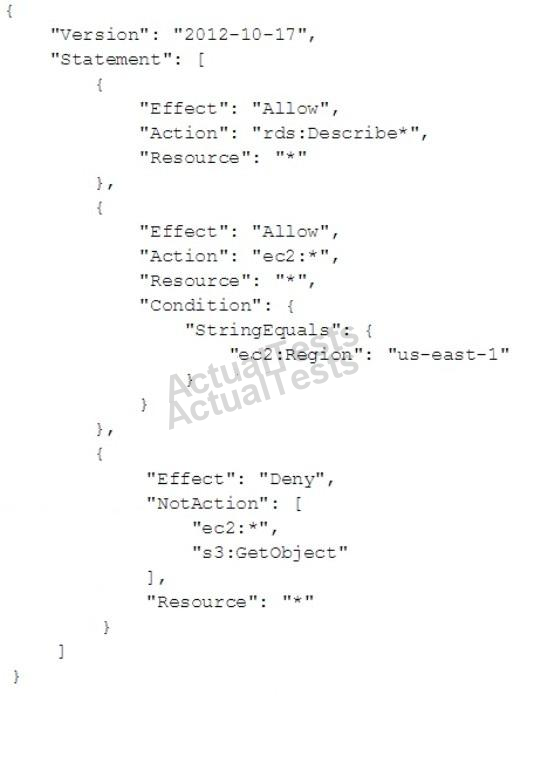 {
"Version": "2012-10-17",
"Statement": [
{
"Effect": "Allow",
"Action": "rds:Describe*",
"Resource": "*"
},
{
"Effect": "Allow",
"Action": "ec2:*",
"Resource": "*",
"Condition": {
"StringEquals": {
"ec2:Region": "us-east-1"
}
}
},
{
"Effect": "Deny",
"NotAction": [
"ec2:*",
"s3:GetObject"
],
"Resource": "*"
}
]
}
ActualTests
ActualTests